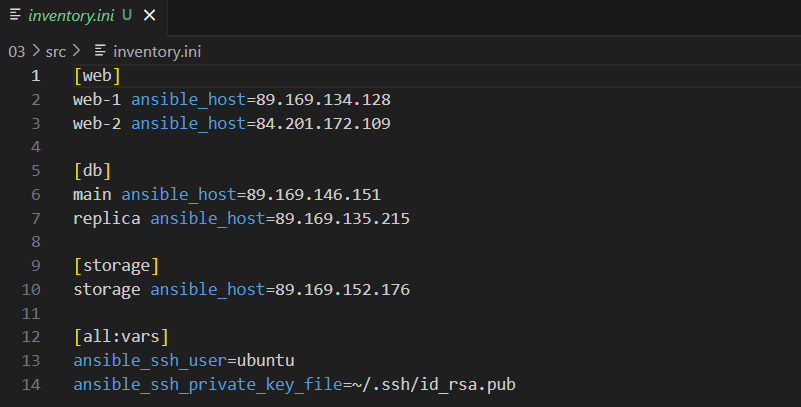 inventory.ini U
03 > src > inventory.ini
1 [web]
2 web-1 ansible_host=89.169.134.128
3 web-2 ansible_host=84.201.172.109
4
5 [db]
6 main ansible_host=89.169.146.151
7 replica ansible_host=89.169.135.215
8
9 [storage]
10 storage ansible_host=89.169.152.176
11
12 [all:vars]
13 ansible_ssh_user=ubuntu
14 ansible_ssh_private_key_file=~/.ssh/id_rsa.pub